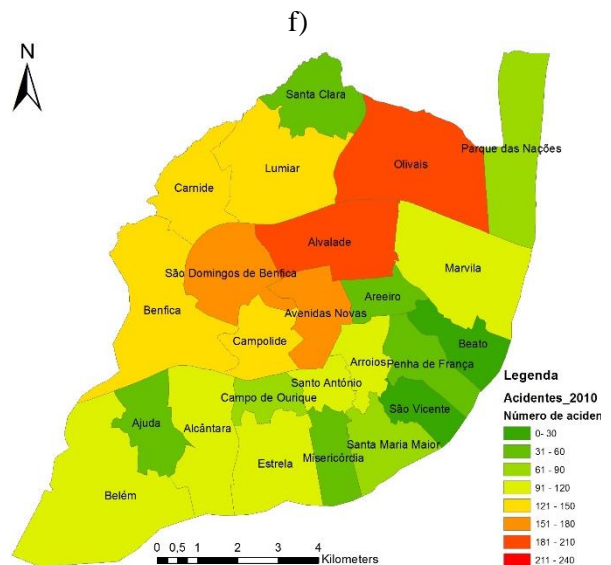 f)
N
Santa Clara
Parque das Nações
Olivais
Lumiar
Carnide
Alvalade
São Domingos de Benfica
Marvila
Areeiro
Avenidas Novas
Benfica
Beato
Campolide
Arroios
Penha de França
Santo António
Campo de Ourique
São Vicente
Ajuda
Alcântara
Santa Maria Maior
Misericórdia
Estrela
Belém
Legenda
Acidentes_2010
Número de aciden
0- 30
31 - 60
61 - 90
91 - 120
121 - 150
151 - 180
181 - 210
211 - 240
0 0,5 1 2 3 4
Kilometers